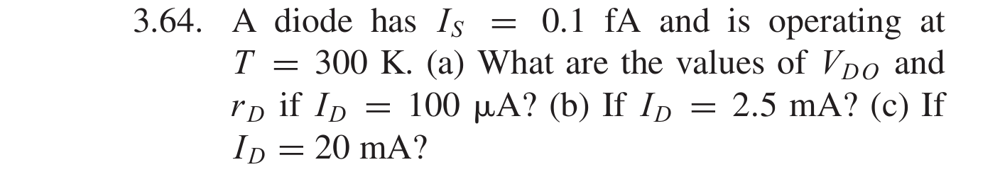 3.64. A diode has I_S = 0.1 fA and is operating at
T = 300 K. (a) What are the values of V_DO and
r_D if I_D = 100 μA? (b) If I_D = 2.5 mA? (c) If
I_D = 20 mA?